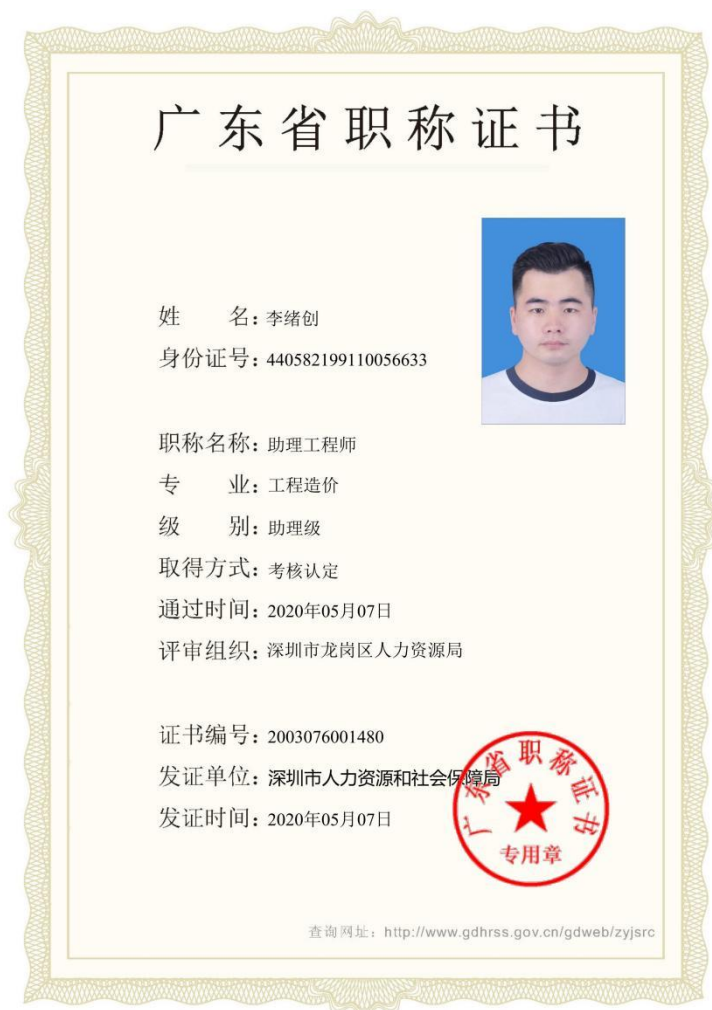 广东省职称证书
姓 名：李绪创
身份证号：440582199110056633
职称名称：助理工程师
专 业：工程造价
级 别：助理级
取得方式：考核认定
通过时间：2020年05月07日
评审组织：深圳市龙岗区人力资源局
证书编号：2003076001480
发证单位：深圳市人力资源和社会保障局
发证时间：2020年05月07日
广东省职称证书
专用章
查询网址：http://www.gdhrss.gov.cn/gdweb/zyjsrc